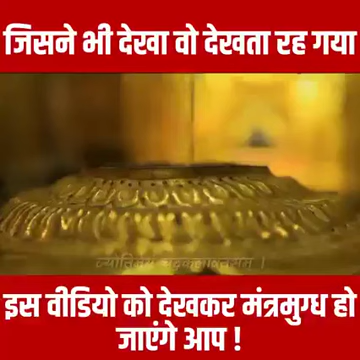 जिसने भी देखा वो देखता रह गया
इस वीडियो को देखकर मंत्रमुग्ध हो
जाएंगे आप !